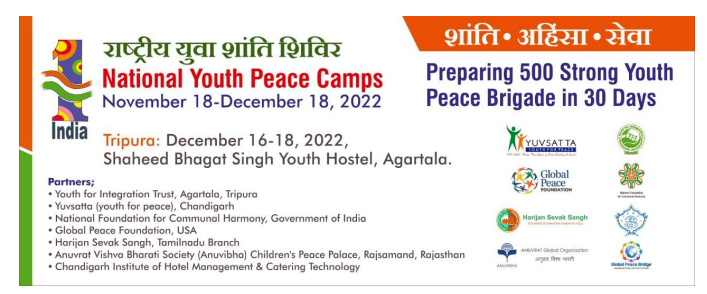 राष्ट्रीय युवा शांति शिविर
National Youth Peace Camps
November 18-December 18, 2022
India
Tripura: December 16-18, 2022,
Shaheed Bhagat Singh Youth Hostel, Agartala.
Partners;
• Youth for Integration Trust, Agartala, Tripura
• Yuvsatta (youth for peace), Chandigarh
• National Foundation for Communal Harmony, Government of India
• Global Peace Foundation, USA
• Harijan Sevak Sangh, Tamilnadu Branch
• Anuvrat Vishva Bharati Society (Anuvibha) Children's Peace Palace, Rajsamand, Rajasthan
• Chandigarh Institute of Hotel Management & Catering Technology
शांति • अहिंसा • सेवा
Preparing 500 Strong Youth
Peace Brigade in 30 Days
YUVSATTA
YOUTH FOR PEACE
Global
Peace
FOUNDATION
Harijan Sevak Sangh
ANUVRAT Global Organisation
अणुव्रत विश्व भारती
ANUVIBHA
Global Peace Bridge